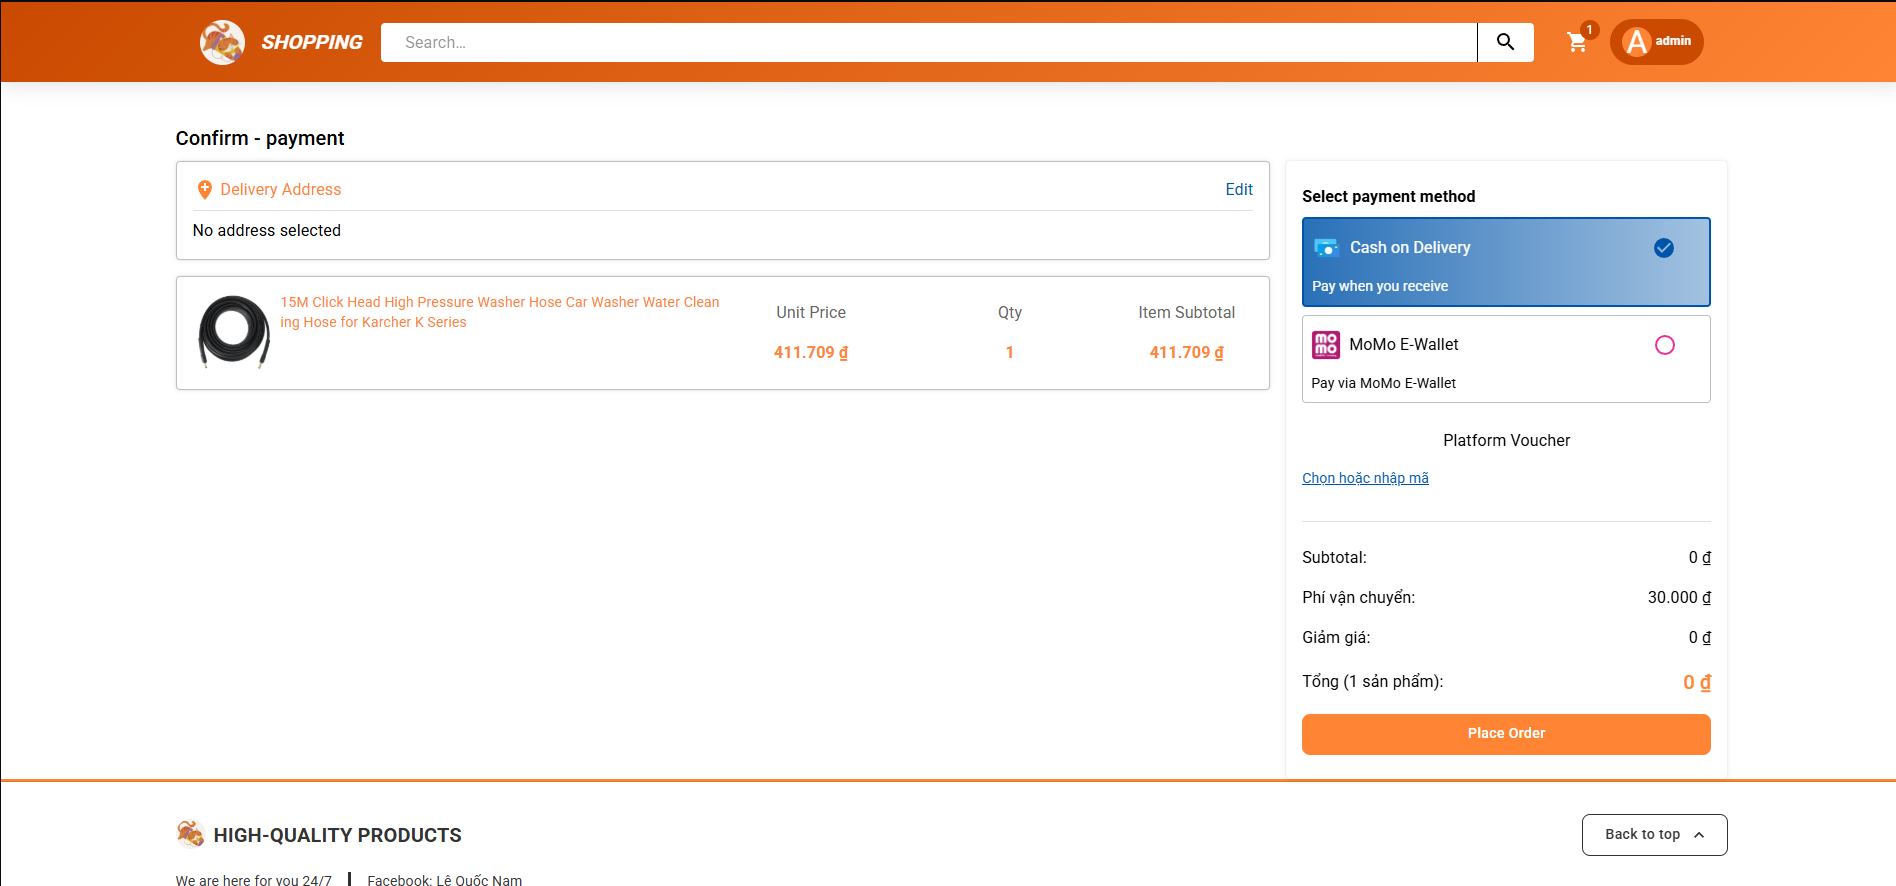 SHOPPING
Search...
1
A admin
Confirm - payment
Delivery Address
Edit
No address selected
15M Click Head High Pressure Washer Hose Car Washer Water Clean
ing Hose for Karcher K Series
Unit Price
Qty
Item Subtotal
411.709 ₫
1
411.709 ₫
Select payment method
Cash on Delivery
Pay when you receive
mo
mo
MoMo E-Wallet
Pay via MoMo E-Wallet
Platform Voucher
Chọn hoặc nhập mã
Subtotal: 0 ₫
Phí vận chuyển: 30.000 ₫
Giảm giá: 0 ₫
Tổng (1 sản phẩm): 0 ₫
Place Order
HIGH-QUALITY PRODUCTS
Back to top
We are here for you 24/7
Facebook: Lê Quốc Nam